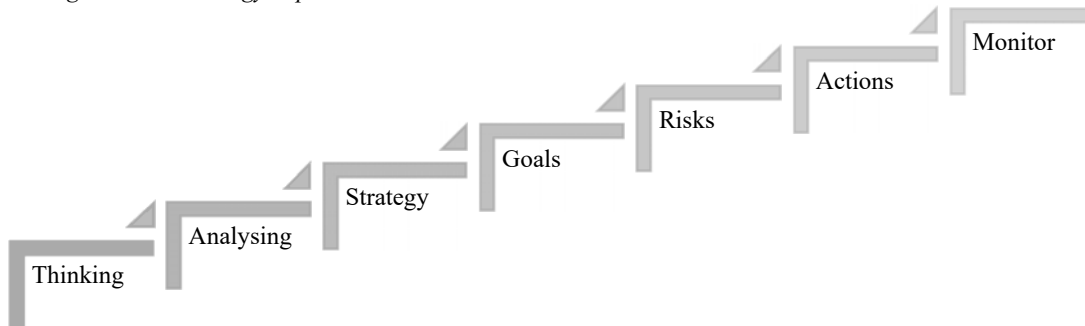 Thinking
Analysing
Strategy
Goals
Risks
Actions
Monitor